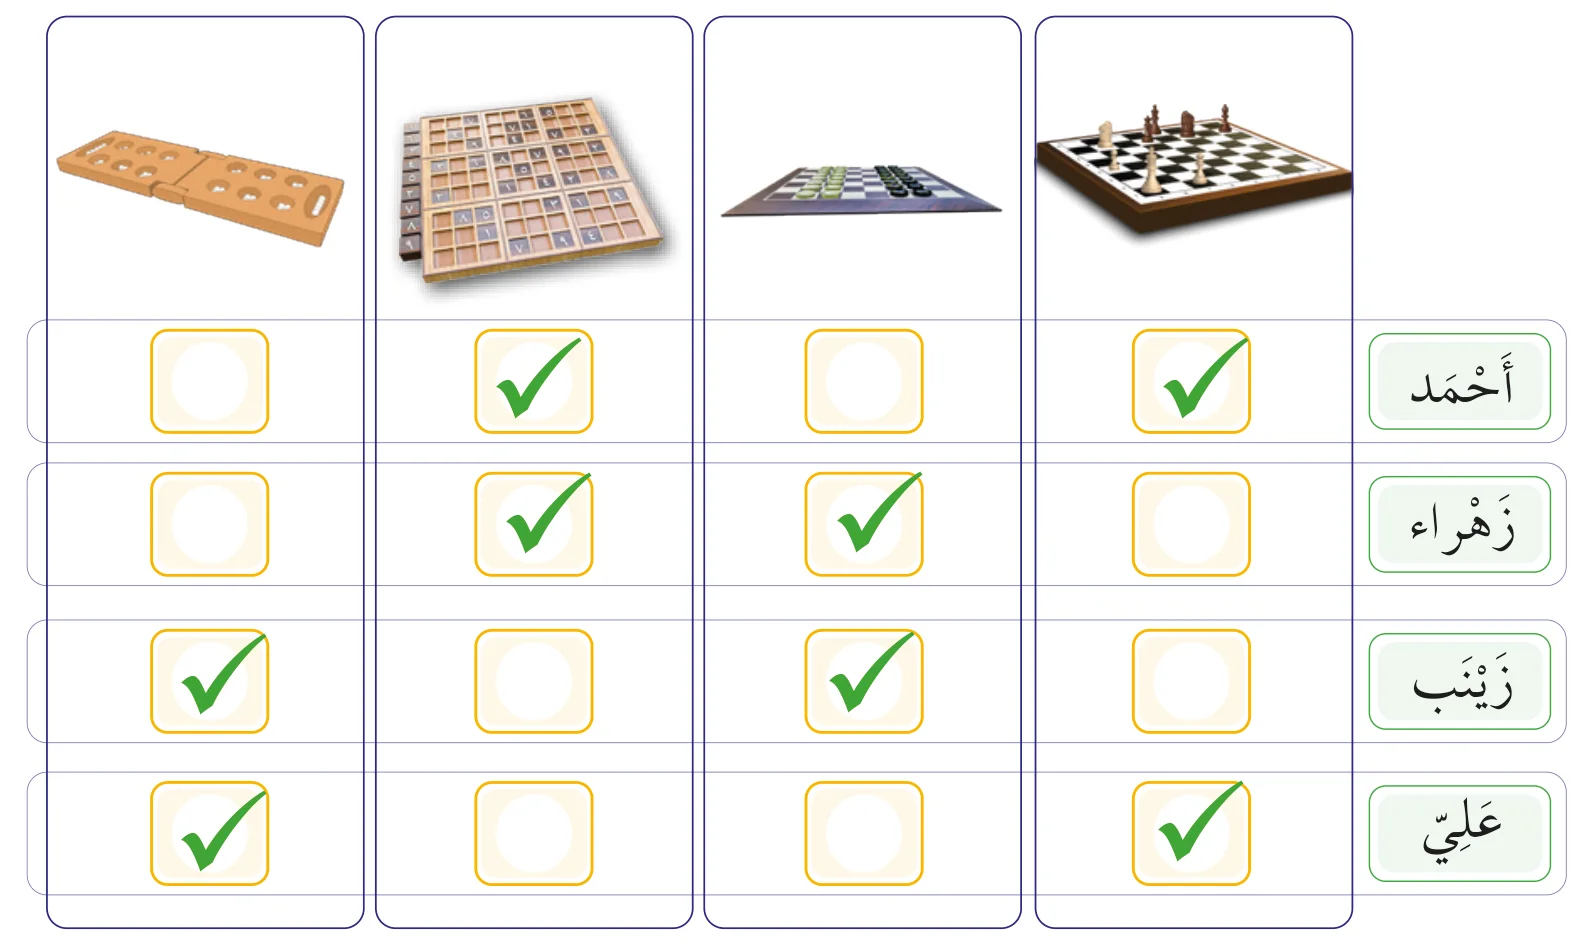 أَحْمَد
زَهْراء
زَيْنَب
عَلِيّ